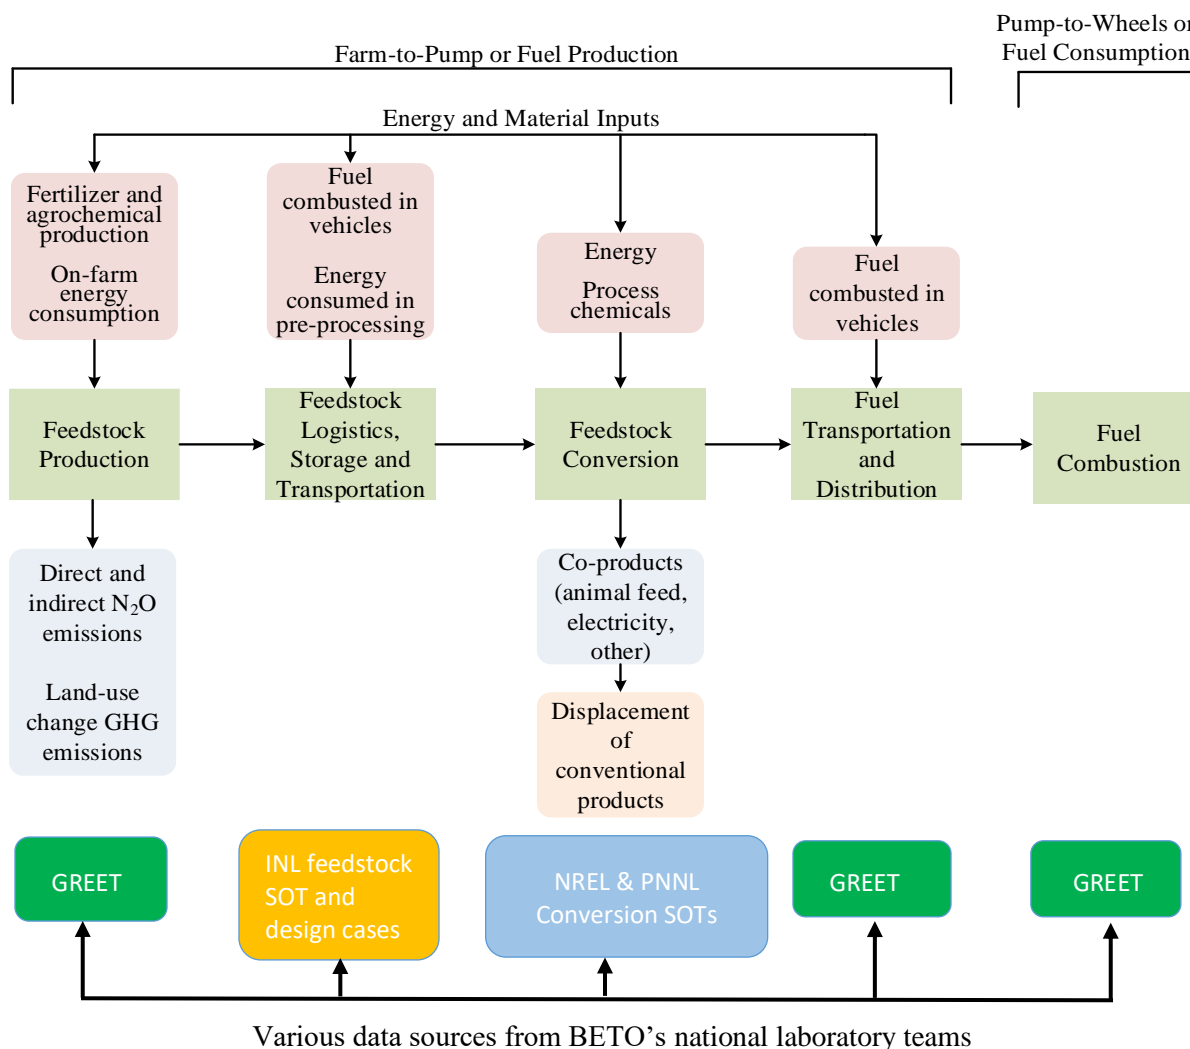 Pump-to-Wheels or
Fuel Consumption
Farm-to-Pump or Fuel Production
Energy and Material Inputs
Fertilizer and
agrochemical
production
On-farm
energy
consumption
Fuel
combusted in
vehicles
Energy
consumed in
pre-processing
Energy
Process
chemicals
Fuel
combusted in
vehicles
Feedstock
Production
Feedstock
Logistics,
Storage and
Transportation
Feedstock
Conversion
Fuel
Transportation
and
Distribution
Fuel
Combustion
Direct and
indirect N₂O
emissions
Land-use
change GHG
emissions
Co-products
(animal feed,
electricity,
other)
Displacement
of
conventional
products
GREET
INL feedstock
SOT and
design cases
NREL & PNNL
Conversion SOTs
GREET
GREET
Various data sources from BETO's national laboratory teams